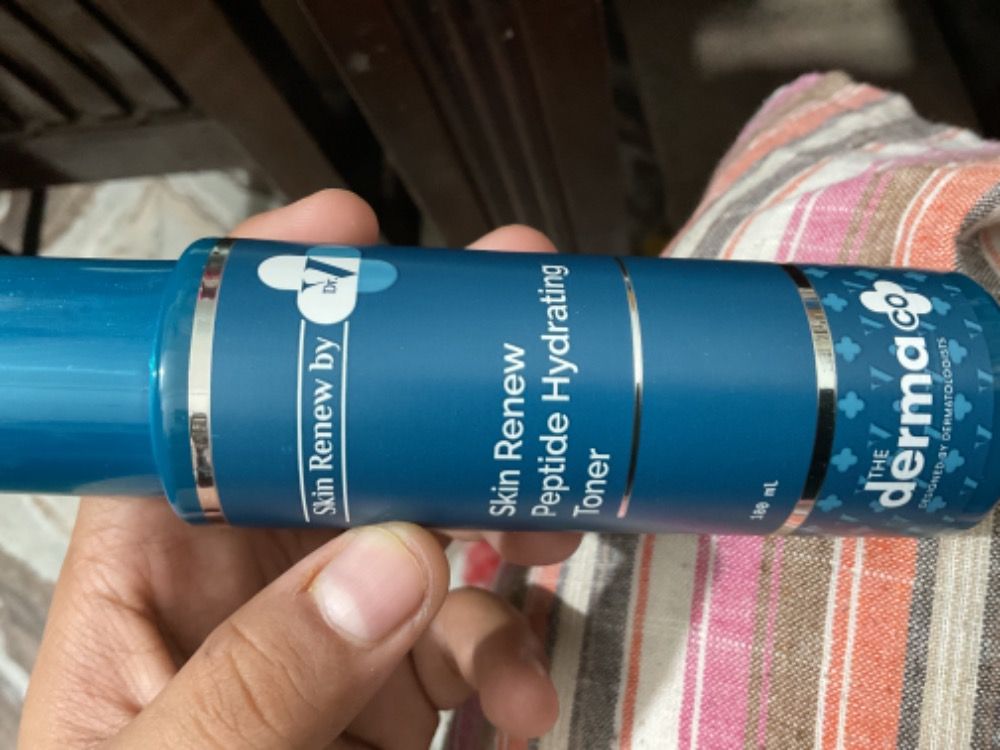 Dr. V
Skin Renew by
Skin Renew
Peptide Hydrating
Toner
100 ml
THE
derma co
DESIGNED BY DERMATOLOGISTS